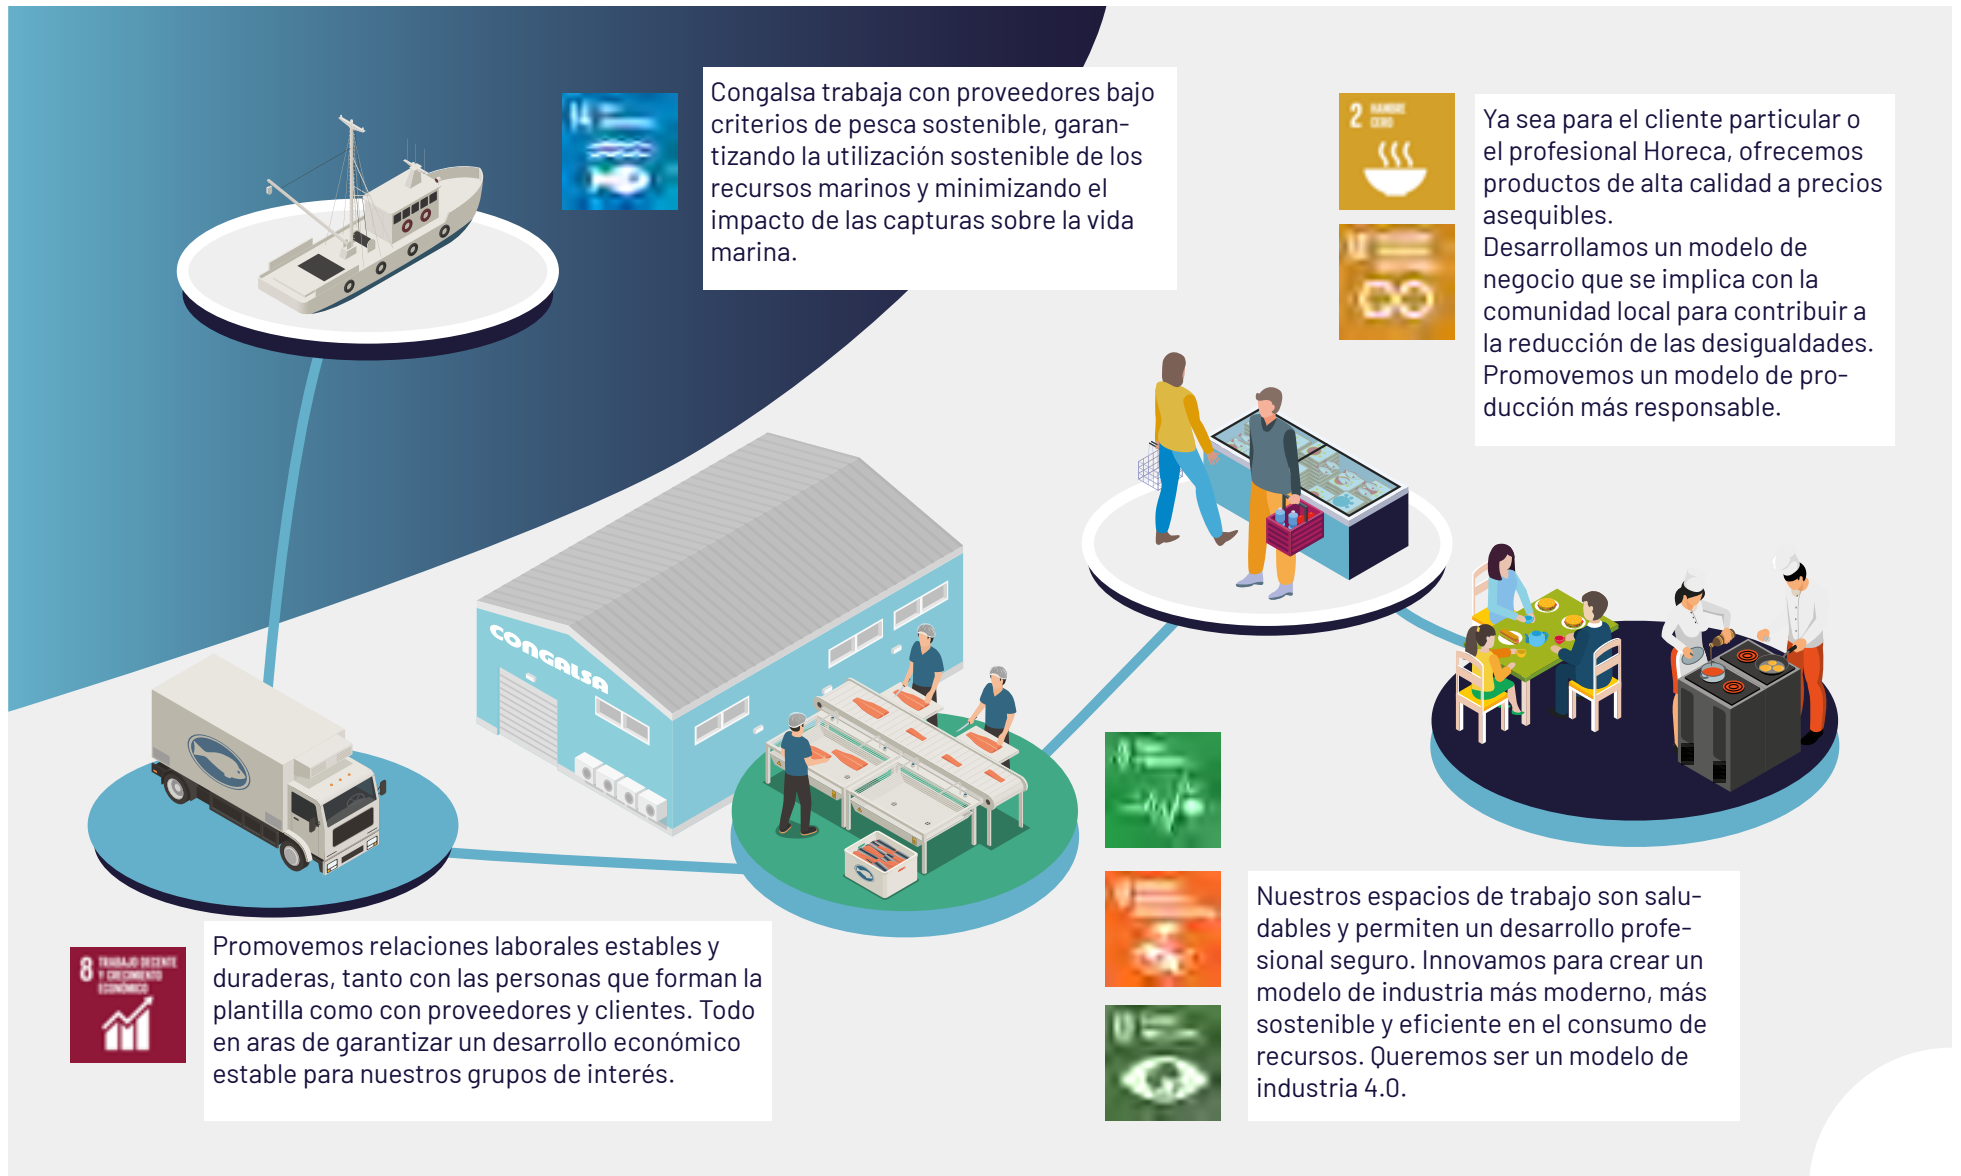 14
Congalsa trabaja con proveedores bajo
criterios de pesca sostenible, garan-
tizando la utilización sostenible de los
recursos marinos y minimizando el
impacto de las capturas sobre la vida
marina.
2 HAMBRE
CERO
Ya sea para el cliente particular o
el profesional Horeca, ofrecemos
productos de alta calidad a precios
asequibles.
Desarrollamos un modelo de
negocio que se implica con la
comunidad local para contribuir a
la reducción de las desigualdades.
Promovemos un modelo de pro-
ducción más responsable.
CONGALSA
8 TRABAJO DECENTE
Y CRECIMIENTO
ECONÓMICO
Promovemos relaciones laborales estables y
duraderas, tanto con las personas que forman la
plantilla como con proveedores y clientes. Todo
en aras de garantizar un desarrollo económico
estable para nuestros grupos de interés.
Nuestros espacios de trabajo son salu-
dables y permiten un desarrollo profe-
sional seguro. Innovamos para crear un
modelo de industria más moderno, más
sostenible y eficiente en el consumo de
recursos. Queremos ser un modelo de
industria 4.0.